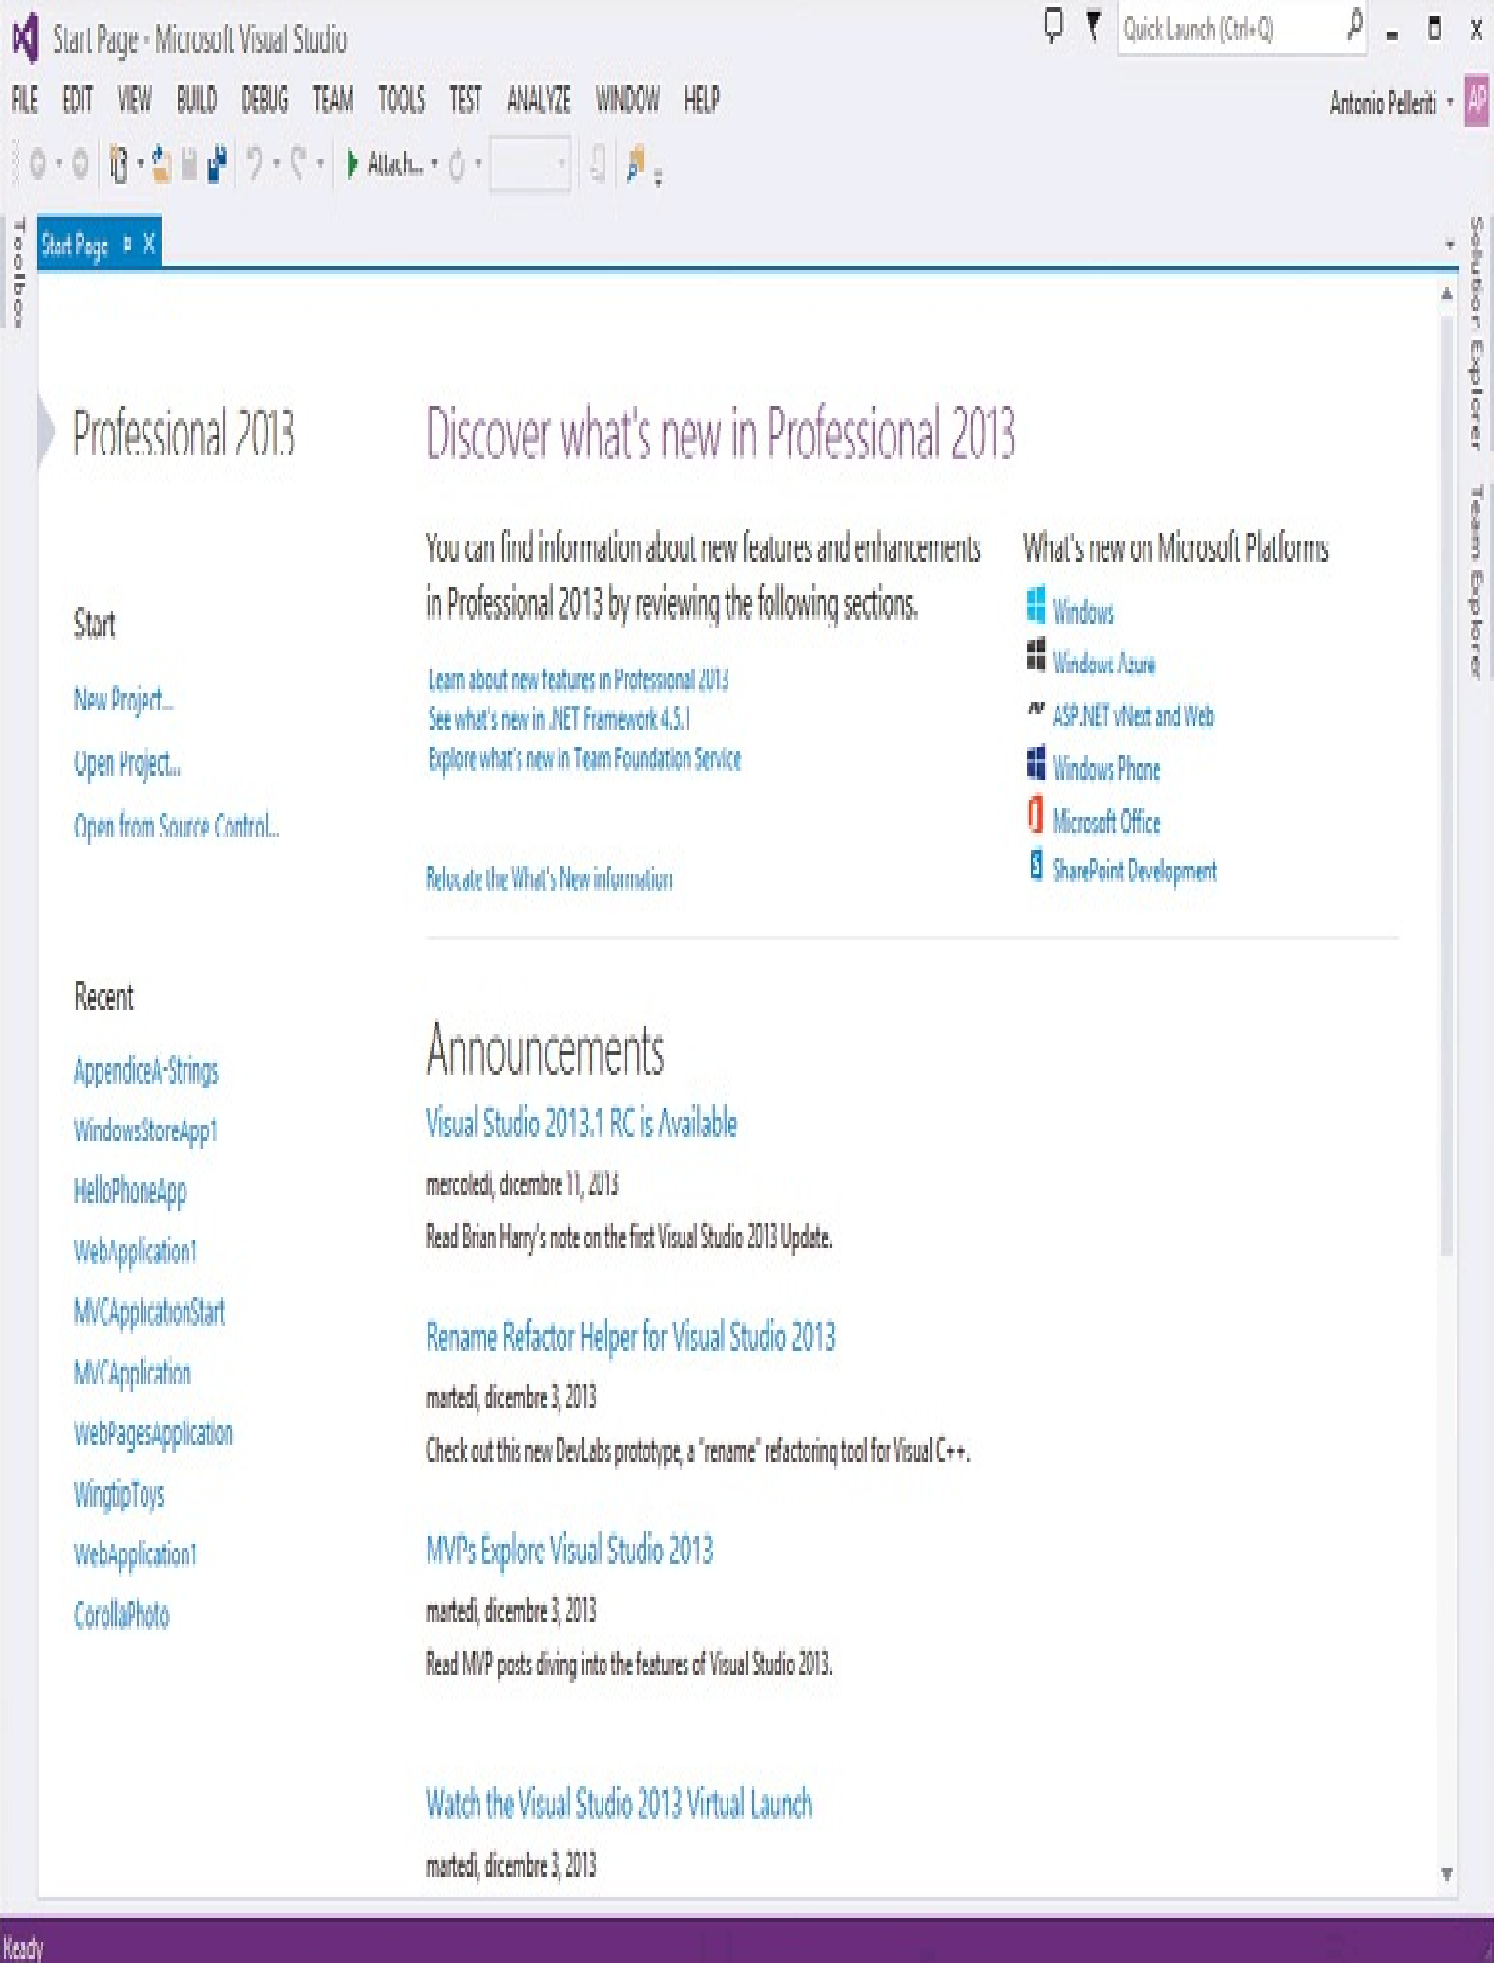 Start Page - Microsoft Visual Studio
Quick Launch (Ctrl+Q)
FILE EDIT VIEW BUILD DEBUG TEAM TOOLS TEST ANALYZE WINDOW HELP
Antonio Pelleriti
AP
Attach...
Toolbox
Start Page
Solution Explorer
Team Explorer
Professional 2013
Start
New Project...
Open Project...
Open from Source Control...
Recent
AppendiceA-Strings
WindowsStoreApp1
HelloPhoneApp
WebApplication1
MVCApplicationStart
MVCApplication
WebPagesApplication
WingtipToys
WebApplication1
CorollaPhoto
Discover what's new in Professional 2013
You can find information about new features and enhancements
in Professional 2013 by reviewing the following sections.
Learn about new features in Professional 2013
See what's new in .NET Framework 4.5.1
Explore what's new in Team Foundation Service
Relocate the What's New information
What's new on Microsoft Platforms
Windows
Windows Azure
ASP.NET vNext and Web
Windows Phone
Microsoft Office
SharePoint Development
Announcements
Visual Studio 2013.1 RC is Available
mercoledì, dicembre 11, 2013
Read Brian Harry's note on the first Visual Studio 2013 Update.
Rename Refactor Helper for Visual Studio 2013
martedì, dicembre 3, 2013
Check out this new DevLabs prototype, a "rename" refactoring tool for Visual C++.
MVPs Explore Visual Studio 2013
martedì, dicembre 3, 2013
Read MVP posts diving into the features of Visual Studio 2013.
Watch the Visual Studio 2013 Virtual Launch
martedì, dicembre 3, 2013
Ready